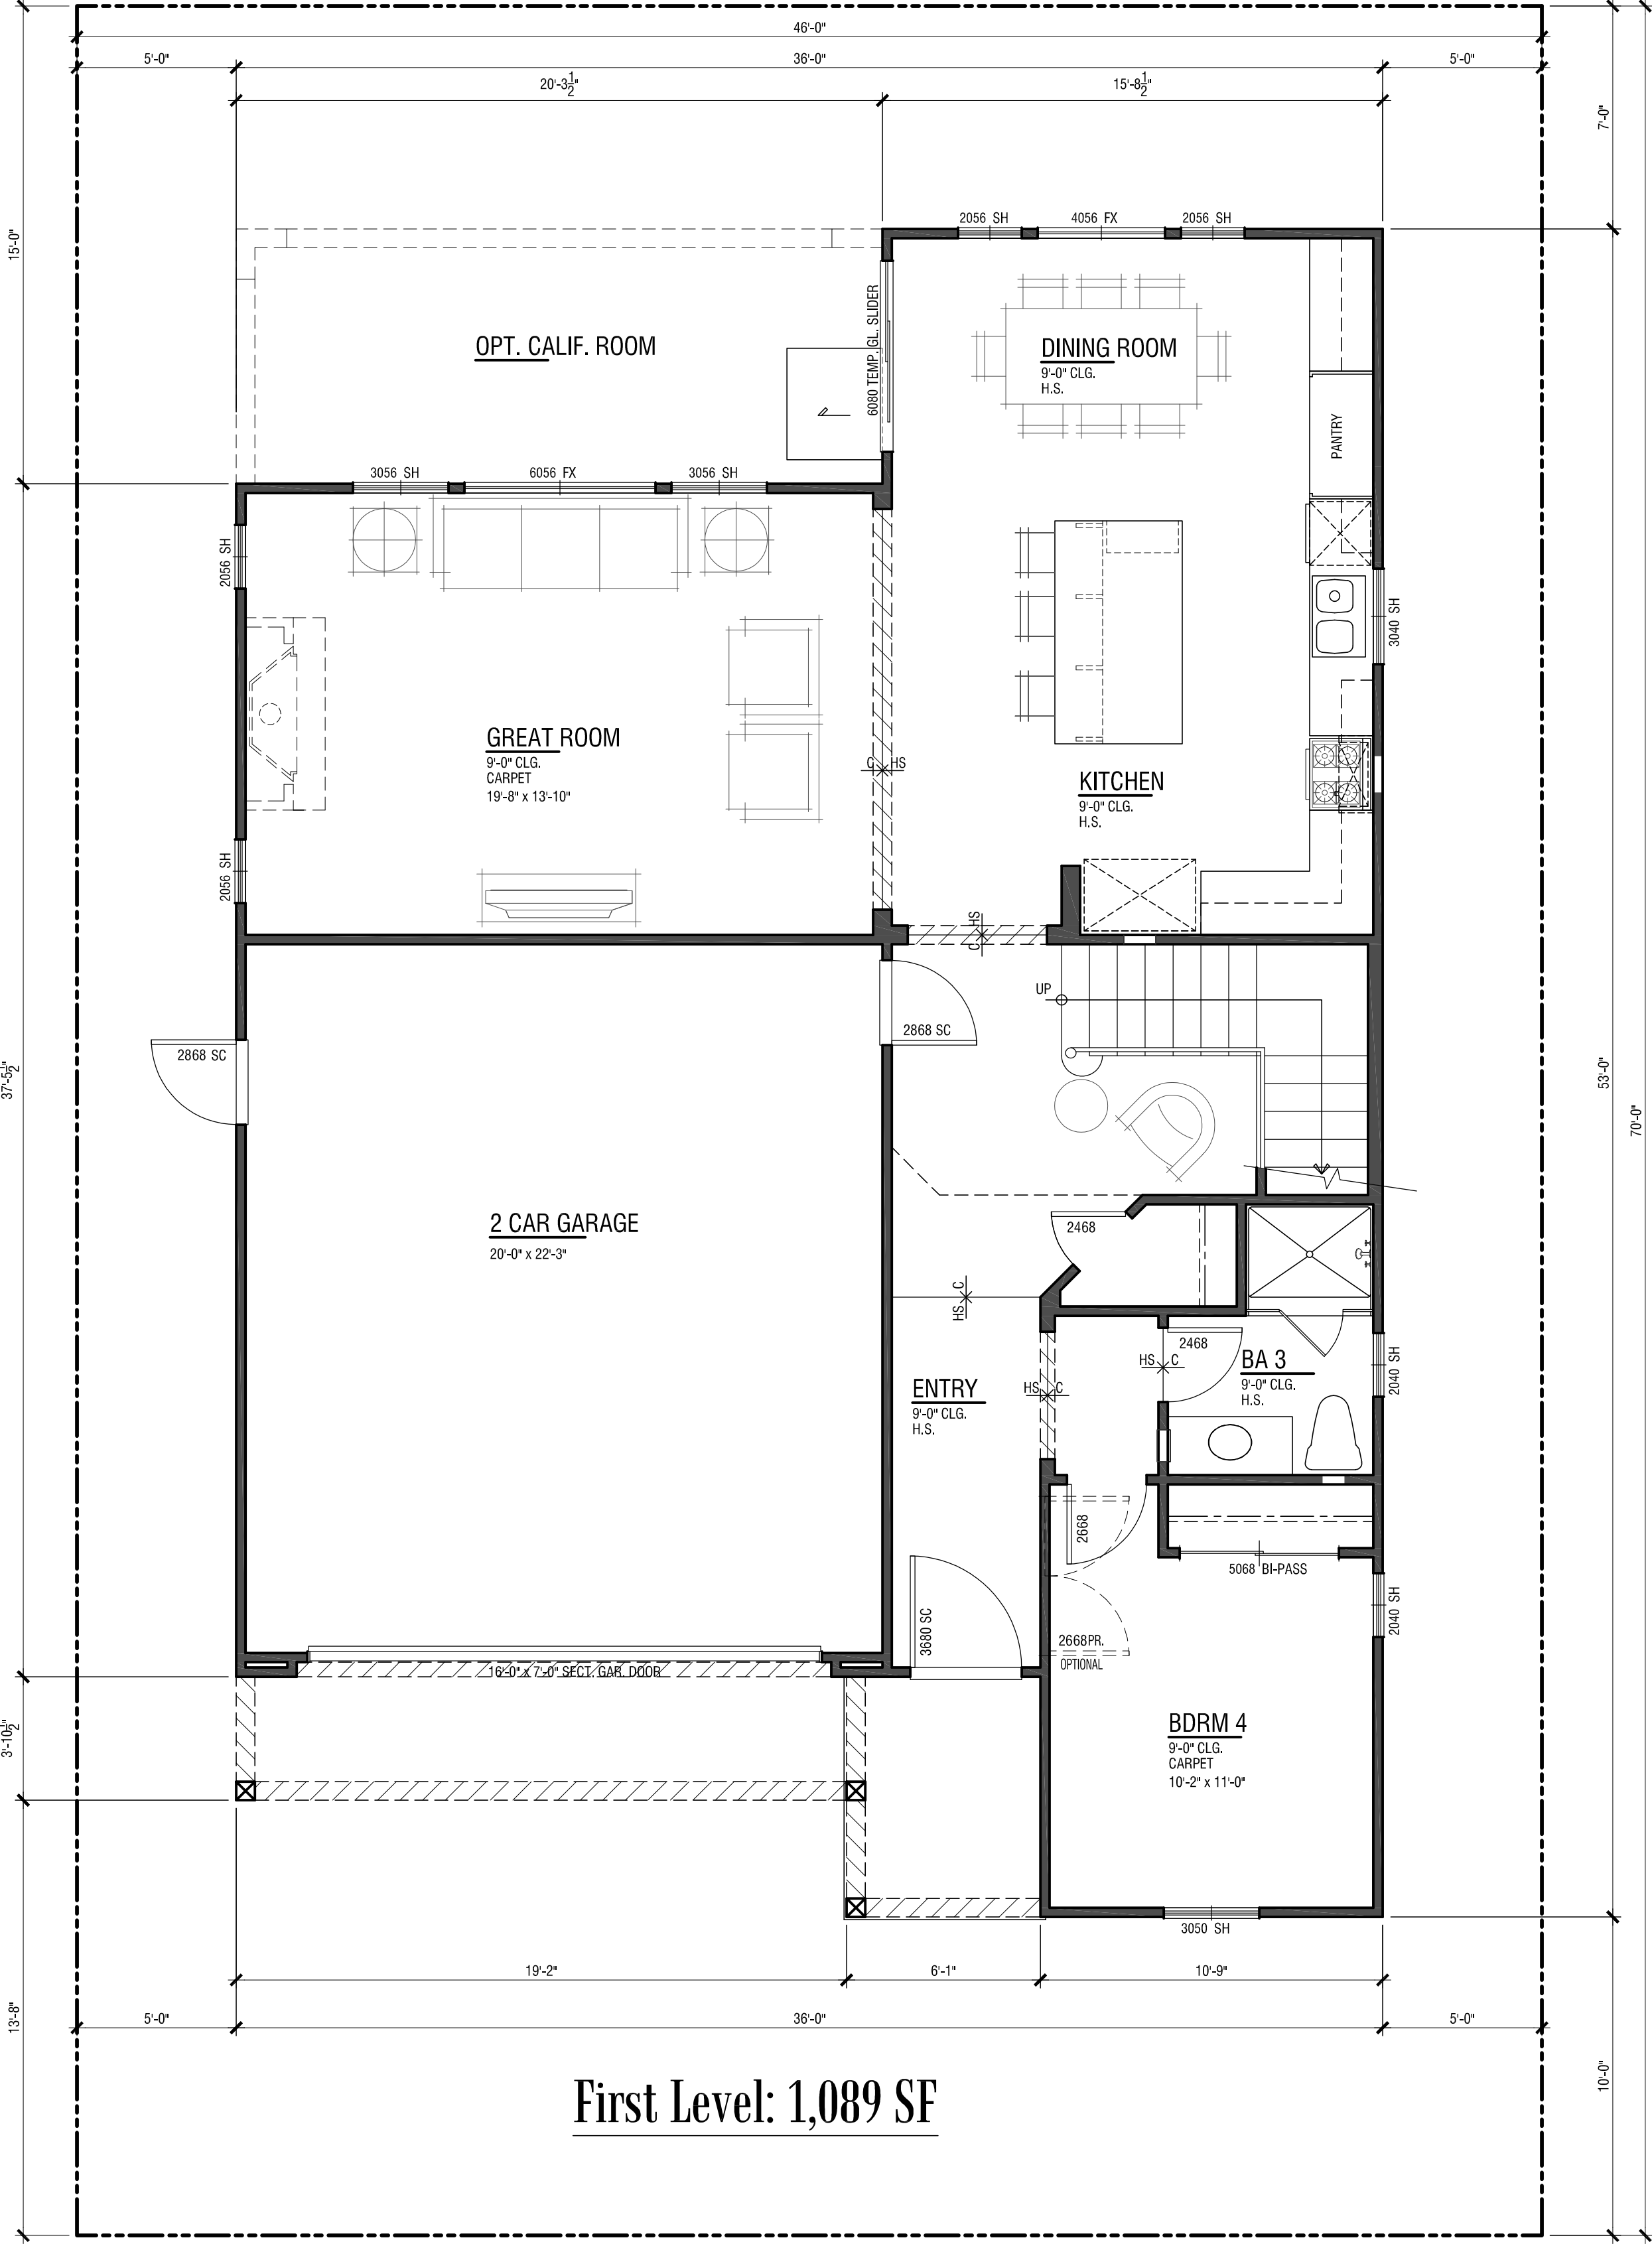 46'-0"
5'-0"
36'-0"
5'-0"
20'-3 1/2"
15'-8 1/2"
7'-0"
15'-0"
2056 SH
4056 FX
2056 SH
OPT. CALIF. ROOM
6080 TEMP. GL. SLIDER
DINING ROOM
9'-0" CLG.
H.S.
PANTRY
3056 SH
6056 FX
3056 SH
2056 SH
3040 SH
GREAT ROOM
9'-0" CLG.
CARPET
19'-8" x 13'-10"
C
HS
KITCHEN
9'-0" CLG.
H.S.
2056 SH
HS
C
UP
2868 SC
2868 SC
37'-5 1/2"
53'-0"
70'-0"
2 CAR GARAGE
20'-0" x 22'-3"
2468
HS
C
2468
HS
C
BA 3
9'-0" CLG.
H.S.
2040 SH
ENTRY
9'-0" CLG.
H.S.
HS
C
2668
5068 BI-PASS
2040 SH
3680 SC
2668PR.
OPTIONAL
16'-0" x 7'-0" SECT. GAR. DOOR
BDRM 4
9'-0" CLG.
CARPET
10'-2" x 11'-0"
3'-10 1/2"
3050 SH
19'-2"
6'-1"
10'-9"
13'-8"
5'-0"
36'-0"
5'-0"
10'-0"
First Level: 1,089 SF